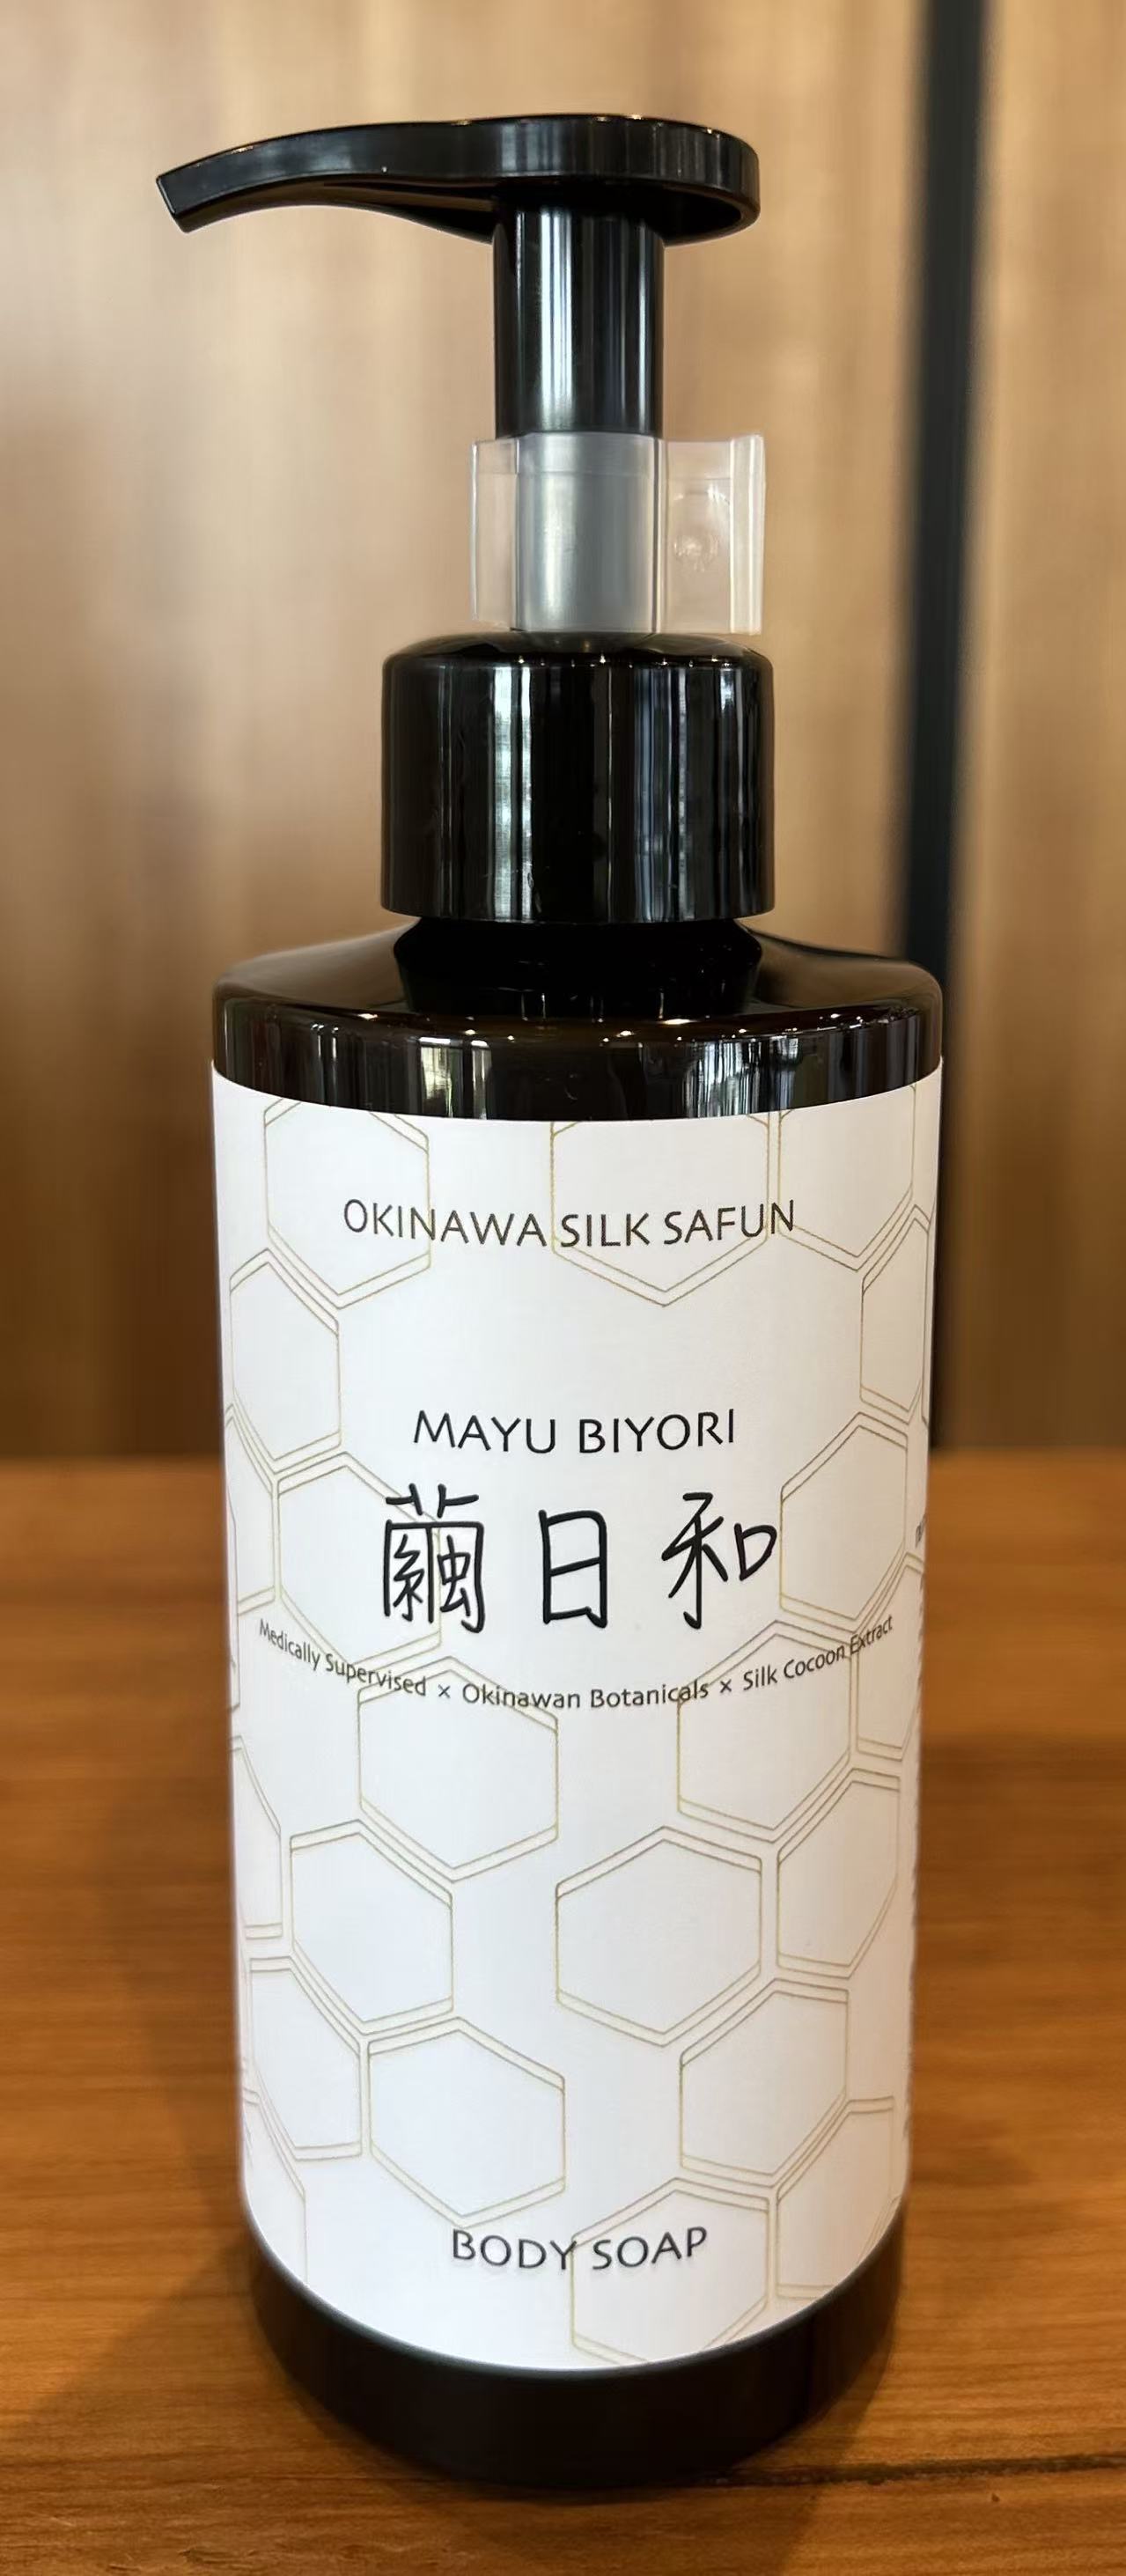 OKINAWA SILK SAFUN
MAYU BIYORI
繭日和
Medically Supervised × Okinawan Botanicals × Silk Cocoon Extract
BODY SOAP